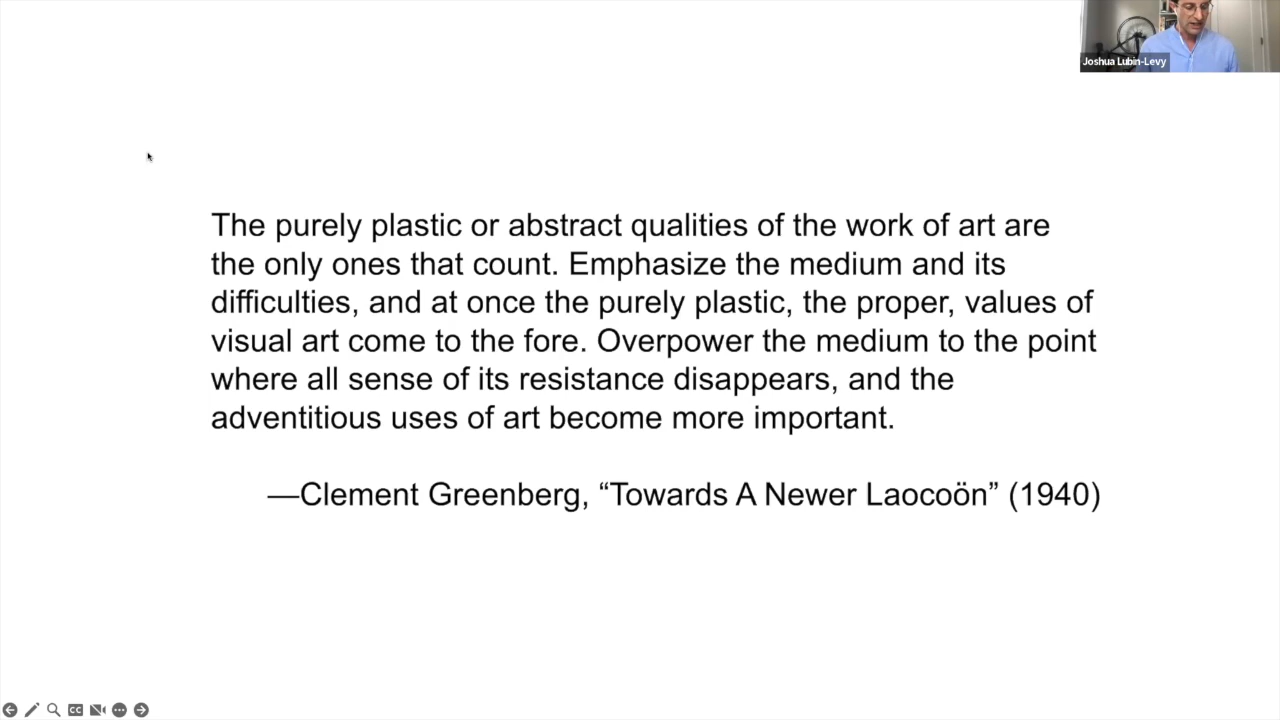 Joshua Lubin-Levy
The purely plastic or abstract qualities of the work of art are
the only ones that count. Emphasize the medium and its
difficulties, and at once the purely plastic, the proper, values of
visual art come to the fore. Overpower the medium to the point
where all sense of its resistance disappears, and the
adventitious uses of art become more important.
—Clement Greenberg, “Towards A Newer Laocoön” (1940)
CC